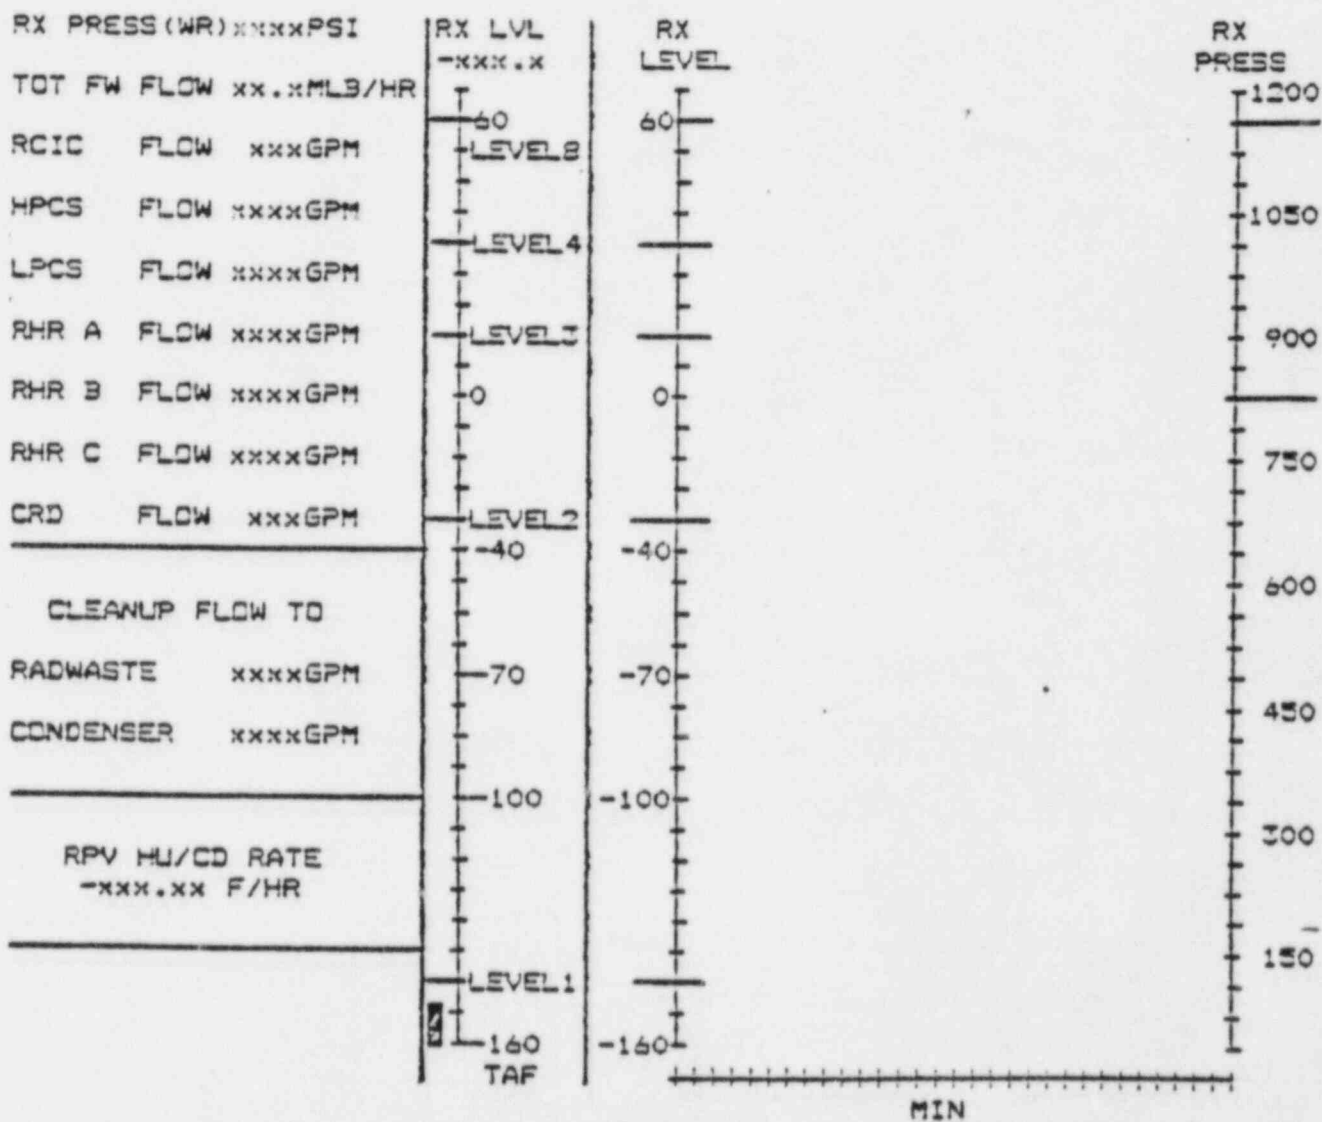 RX PRESS(WR)xxxxPSI
TOT FW FLOW xx.xMLB/HR
RCIC FLOW xxxGPM
HPCS FLOW xxxxGPM
LPCS FLOW xxxxGPM
RHR A FLOW xxxxGPM
RHR B FLOW xxxxGPM
RHR C FLOW xxxxGPM
CRD FLOW xxxGPM
CLEANUP FLOW TO
RADWASTE xxxxGPM
CONDENSER xxxxGPM
RPV HU/CD RATE
-xxx.xx F/HR
RX LVL
-xxx.x
60
LEVEL8
LEVEL4
LEVEL3
0
LEVEL2
-40
-70
-100
LEVEL1
-160
TAF
RX
LEVEL
60
0
-40
-70
-100
-160
MIN
RX
PRESS
1200
1050
900
750
600
450
300
150